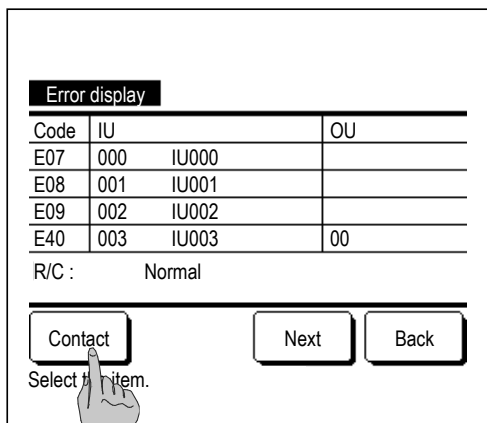 Error display
Code IU OU
E07 000 IU000
E08 001 IU001
E09 002 IU002
E40 003 IU003 00
R/C : Normal
Contact Next Back
Select item.